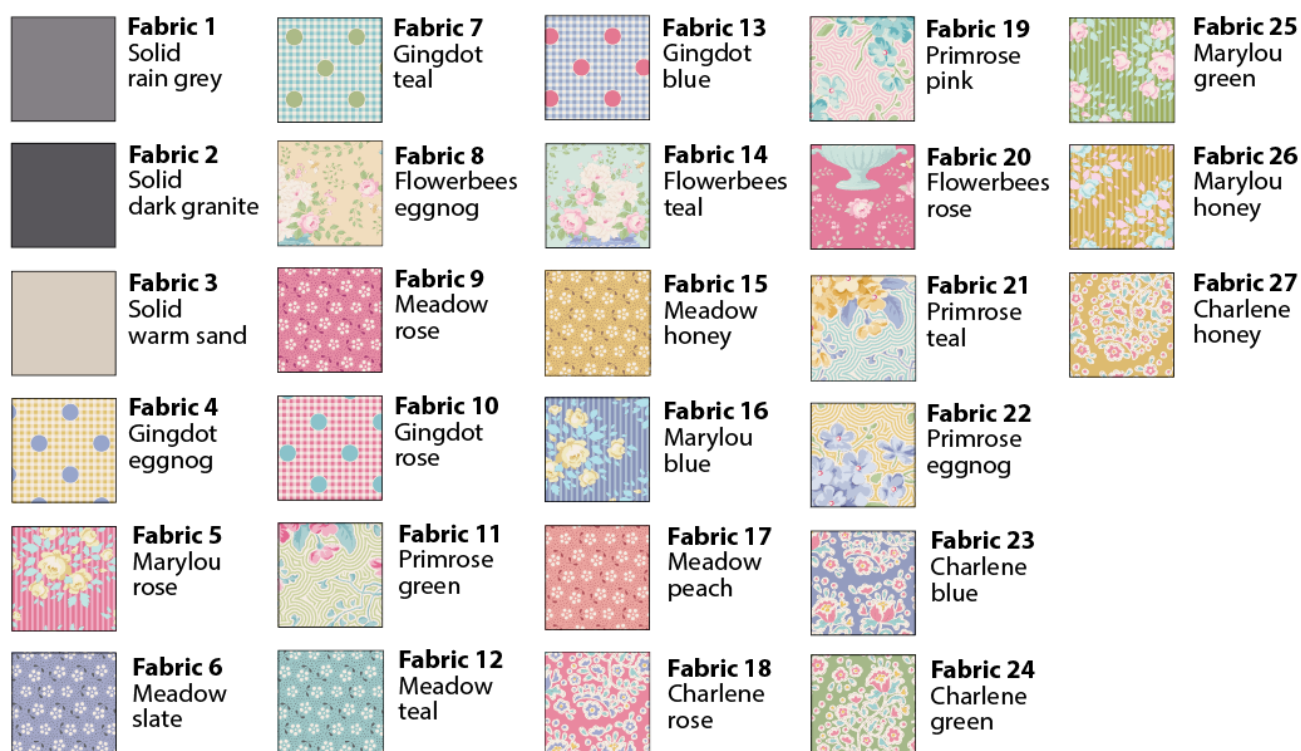 Fabric 1
Solid
rain grey
Fabric 2
Solid
dark granite
Fabric 3
Solid
warm sand
Fabric 4
Gingdot
eggnog
Fabric 5
Marylou
rose
Fabric 6
Meadow
slate
Fabric 7
Gingdot
teal
Fabric 8
Flowerbees
eggnog
Fabric 9
Meadow
rose
Fabric 10
Gingdot
rose
Fabric 11
Primrose
green
Fabric 12
Meadow
teal
Fabric 13
Gingdot
blue
Fabric 14
Flowerbees
teal
Fabric 15
Meadow
honey
Fabric 16
Marylou
blue
Fabric 17
Meadow
peach
Fabric 18
Charlene
rose
Fabric 19
Primrose
pink
Fabric 20
Flowerbees
rose
Fabric 21
Primrose
teal
Fabric 22
Primrose
eggnog
Fabric 23
Charlene
blue
Fabric 24
Charlene
green
Fabric 25
Marylou
green
Fabric 26
Marylou
honey
Fabric 27
Charlene
honey